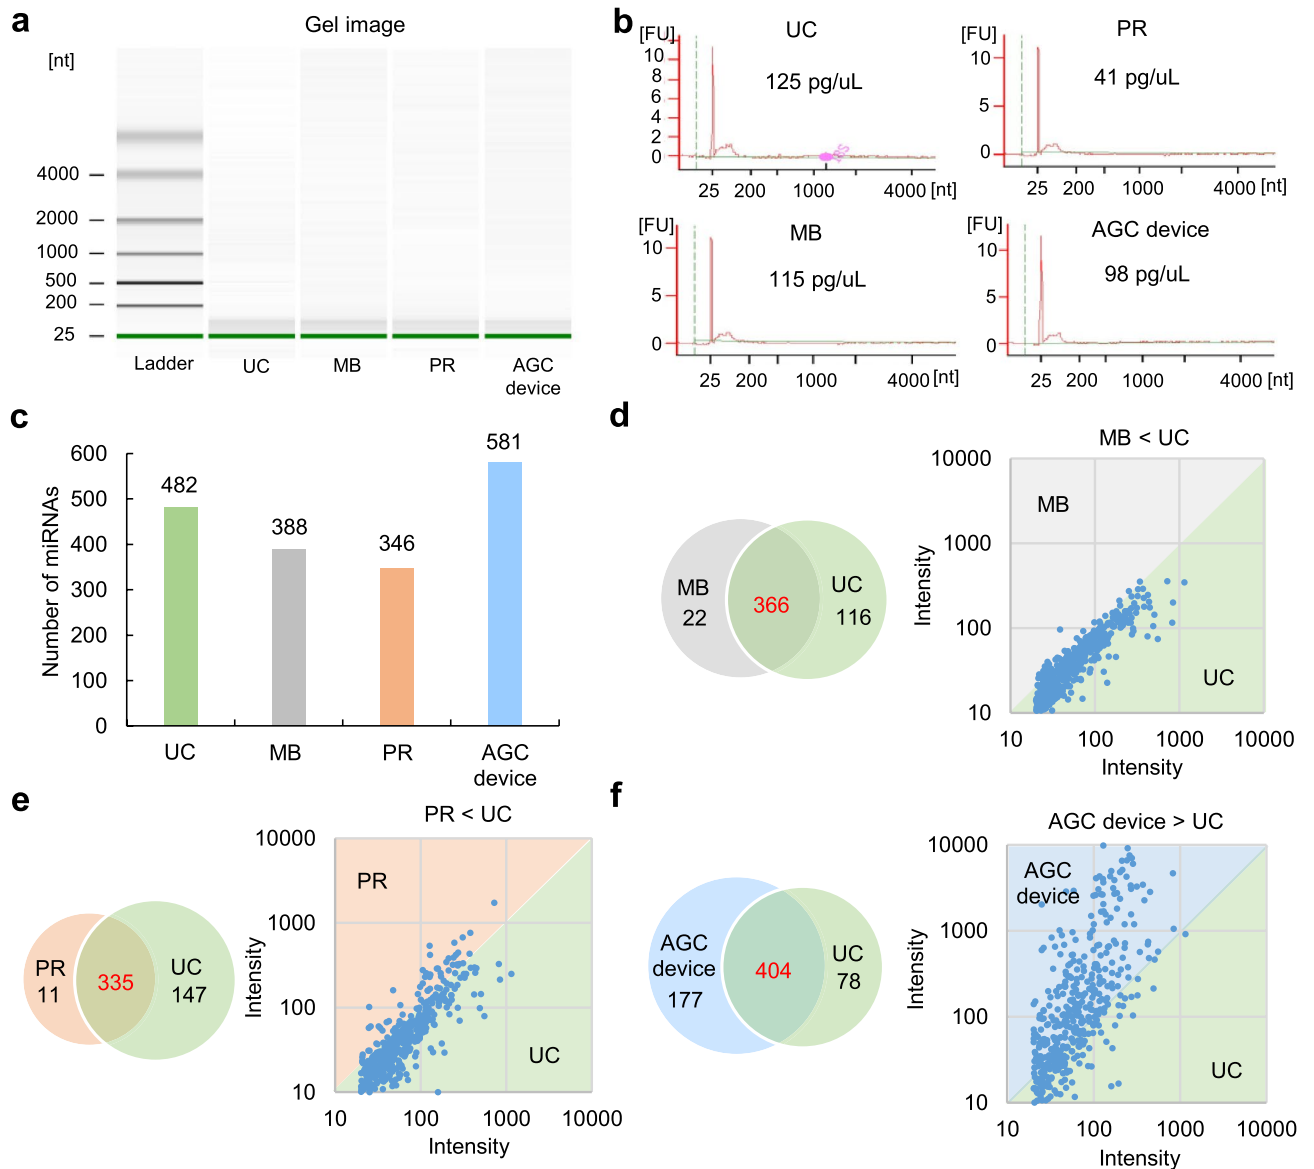 a
Gel image
[nt]
4000
2000
1000
500
200
25
Ladder
UC
MB
PR
AGC
device
b
[FU]
UC
125 pg/uL
10
8
6
4
2
0
25 200 1000 4000 [nt]
[FU]
PR
41 pg/uL
10
5
0
25 200 1000 4000 [nt]
[FU]
MB
115 pg/uL
10
5
0
25 200 1000 4000 [nt]
[FU]
AGC device
98 pg/uL
10
5
0
25 200 1000 4000 [nt]
c
Number of miRNAs
600
500
400
300
200
100
0
482
388
346
581
UC
MB
PR
AGC
device
d
MB
22
366
UC
116
MB < UC
Intensity
10000
1000
100
10
MB
UC
10 100 1000 10000
Intensity
e
PR
11
335
UC
147
PR < UC
Intensity
10000
1000
100
10
PR
UC
10 100 1000 10000
Intensity
f
AGC
device
177
404
UC
78
AGC device > UC
Intensity
10000
1000
100
10
AGC
device
UC
10 100 1000 10000
Intensity